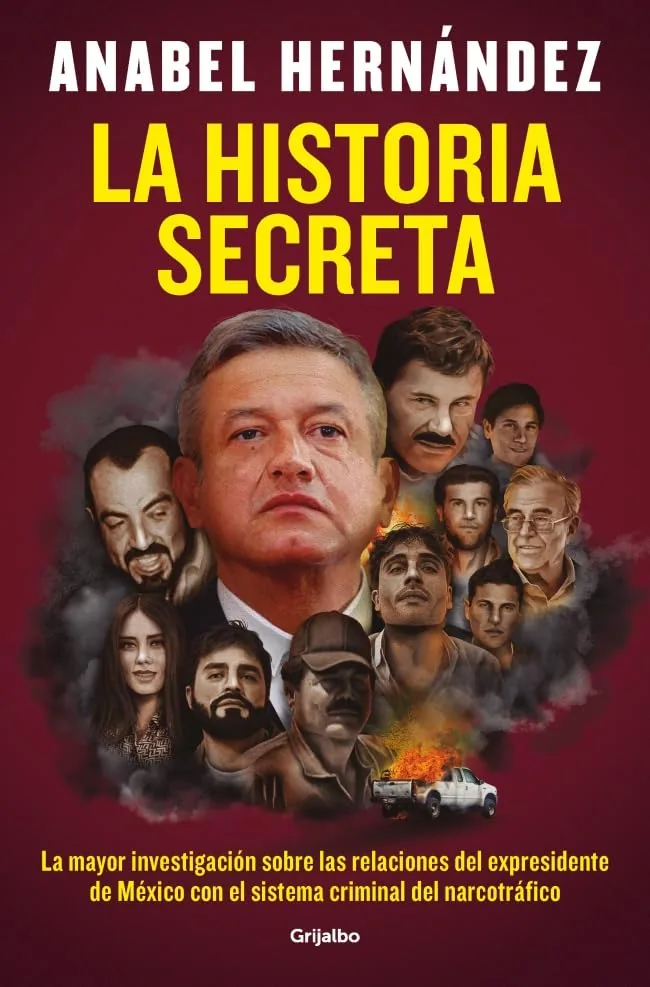 ANABEL HERNÁNDEZ
LA HISTORIA
SECRETA
La mayor investigación sobre las relaciones del expresidente
de México con el sistema criminal del narcotráfico
Grijalbo